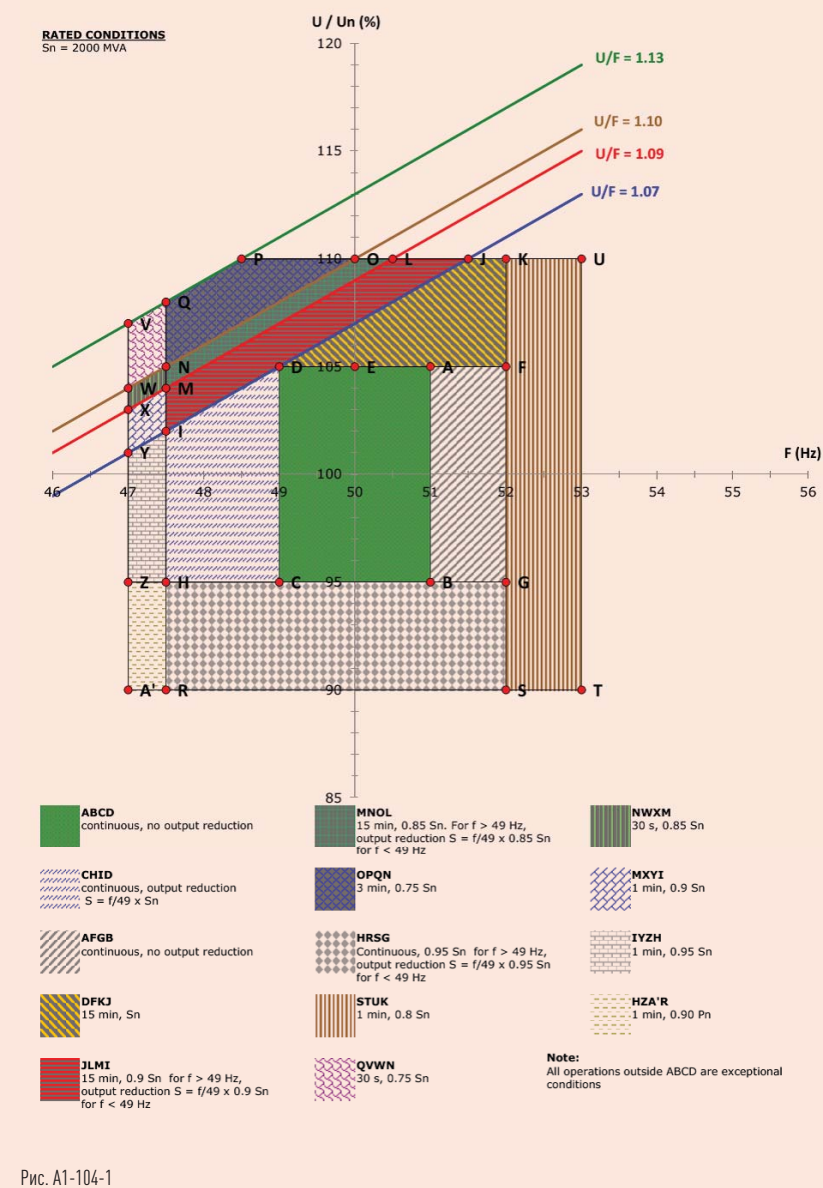 U / Un (%)
RATED CONDITIONS
Sn = 2000 MVA
120
U/F = 1.13
U/F = 1.10
115
U/F = 1.09
U/F = 1.07
P
110
O
L
J
K
U
Q
V
N
D
105
E
A
F
W
M
X
I
Y
100
F (Hz)
46
47
48
49
50
51
52
53
54
55
56
Z
H
C
95
B
G
A'
R
90
S
T
85
ABCD
continuous, no output reduction
CHID
continuous, output reduction
S = f/49 x Sn
AFGB
continuous, no output reduction
DFKJ
15 min, Sn
JLMI
15 min, 0.9 Sn for f > 49 Hz,
output reduction S = f/49 x 0.9 Sn
for f < 49 Hz
MNOL
15 min, 0.85 Sn. For f > 49 Hz,
output reduction S = f/49 x 0.85 Sn
for f < 49 Hz
OPQN
3 min, 0.75 Sn
HRSG
Continuous, 0.95 Sn for f > 49 Hz,
output reduction S = f/49 x 0.95 Sn
for f < 49 Hz
STUK
1 min, 0.8 Sn
QVWN
30 s, 0.75 Sn
NWXM
30 s, 0.85 Sn
MXYI
1 min, 0.9 Sn
IYZH
1 min, 0.95 Sn
HZA'R
1 min, 0.90 Pn
Note:
All operations outside ABCD are exceptional
conditions
Рис. A1-104-1